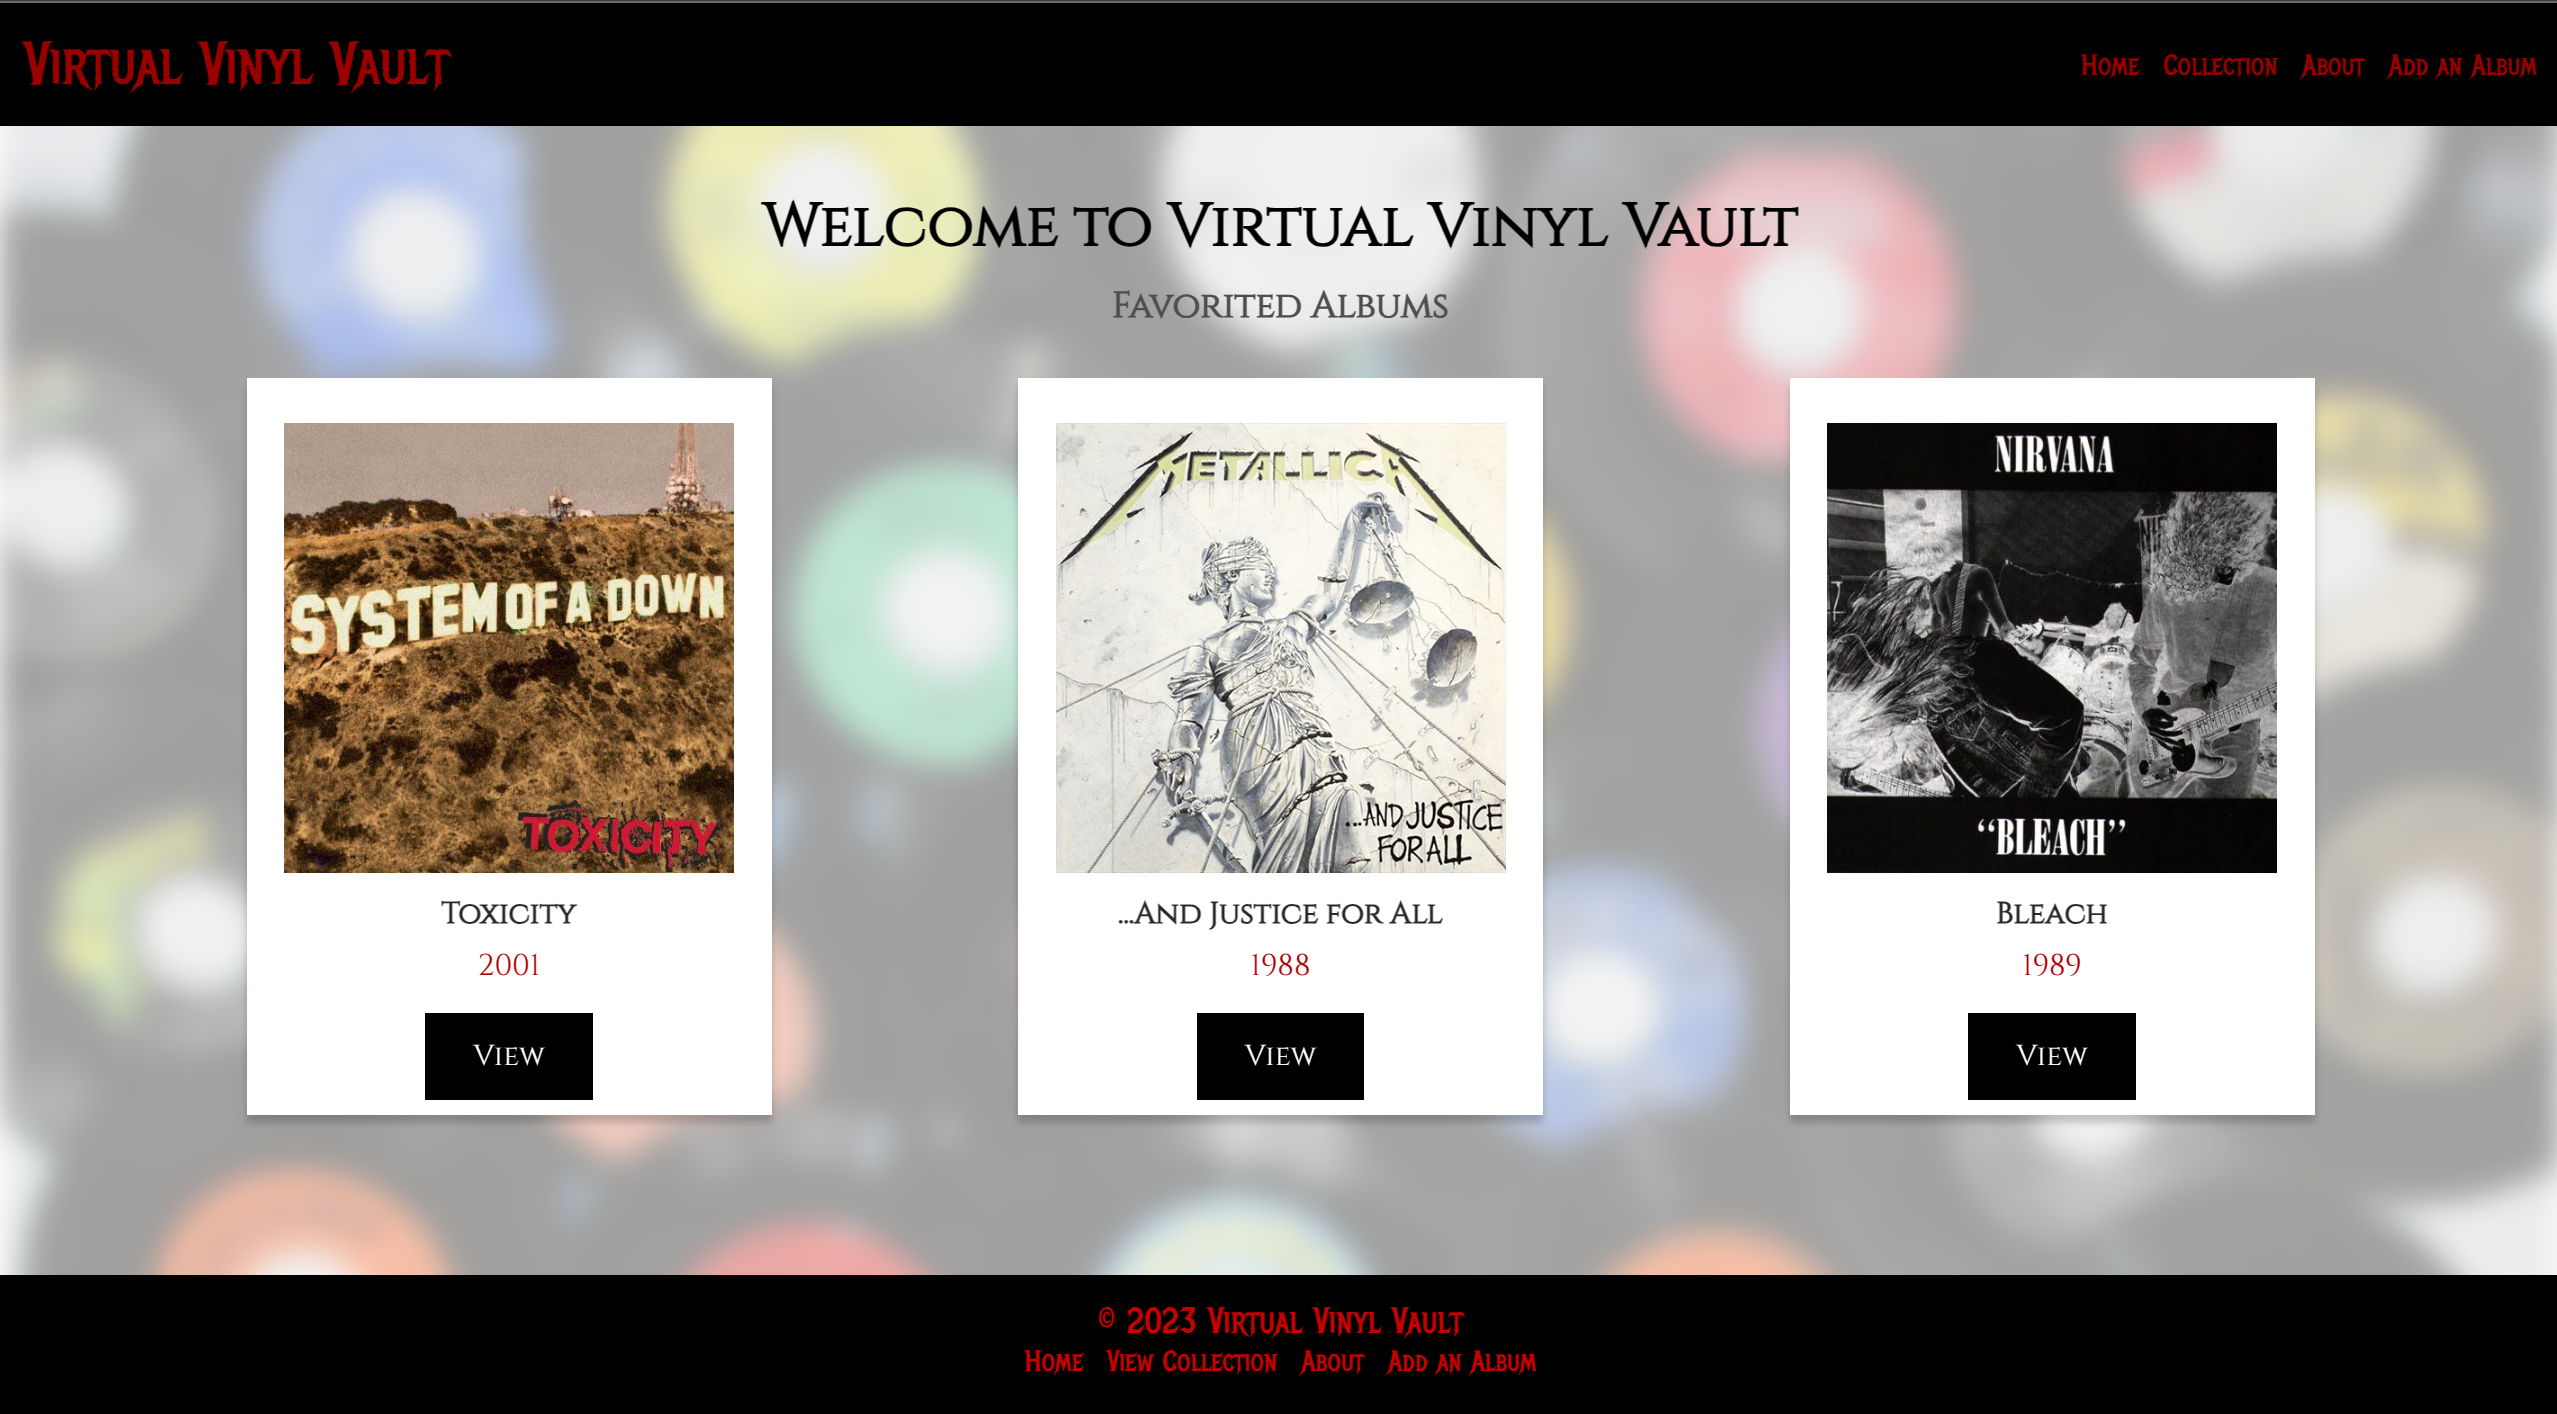 Virtual Vinyl Vault
Home Collection About Add an Album
Welcome to Virtual Vinyl Vault
Favorited Albums
SYSTEM OF A DOWN
TOXICITY
Toxicity
2001
View
METALLICA
...AND JUSTICE
FOR ALL
...And Justice for All
1988
View
NIRVANA
“BLEACH”
Bleach
1989
View
© 2023 Virtual Vinyl Vault
Home View Collection About Add an Album